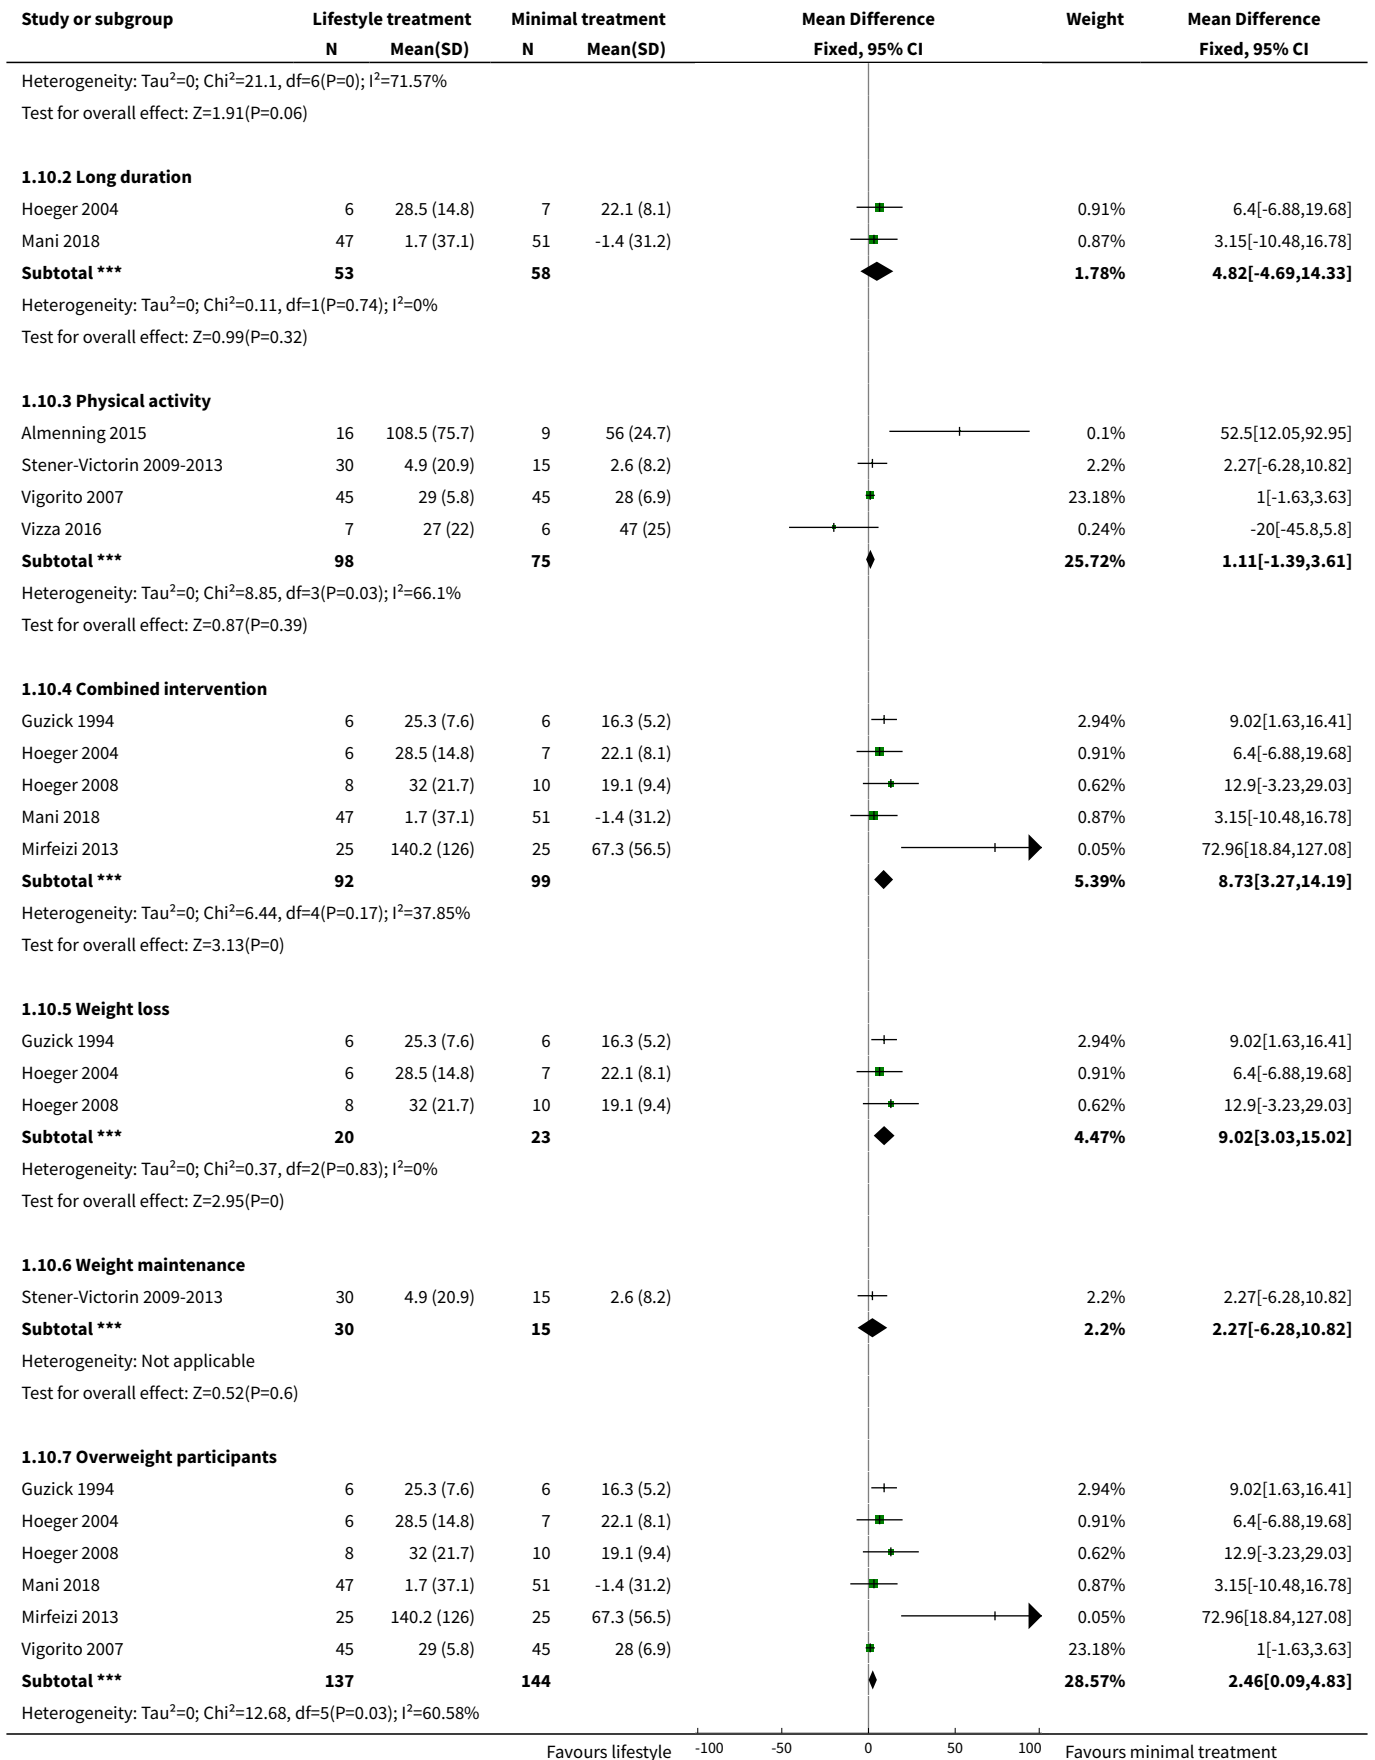 Study or subgroup Lifestyle treatment Minimal treatment Mean Difference Weight Mean Difference
N Mean(SD) N Mean(SD) Fixed, 95% CI Fixed, 95% CI
Heterogeneity: Tau²=0; Chi²=21.1, df=6(P=0); I²=71.57%
Test for overall effect: Z=1.91(P=0.06)
1.10.2 Long duration
Hoeger 2004 6 28.5 (14.8) 7 22.1 (8.1) 0.91% 6.4[-6.88,19.68]
Mani 2018 47 1.7 (37.1) 51 -1.4 (31.2) 0.87% 3.15[-10.48,16.78]
Subtotal *** 53 58 1.78% 4.82[-4.69,14.33]
Heterogeneity: Tau²=0; Chi²=0.11, df=1(P=0.74); I²=0%
Test for overall effect: Z=0.99(P=0.32)
1.10.3 Physical activity
Almenning 2015 16 108.5 (75.7) 9 56 (24.7) 0.1% 52.5[12.05,92.95]
Stener-Victorin 2009-2013 30 4.9 (20.9) 15 2.6 (8.2) 2.2% 2.27[-6.28,10.82]
Vigorito 2007 45 29 (5.8) 45 28 (6.9) 23.18% 1[-1.63,3.63]
Vizza 2016 7 27 (22) 6 47 (25) 0.24% -20[-45.8,5.8]
Subtotal *** 98 75 25.72% 1.11[-1.39,3.61]
Heterogeneity: Tau²=0; Chi²=8.85, df=3(P=0.03); I²=66.1%
Test for overall effect: Z=0.87(P=0.39)
1.10.4 Combined intervention
Guzick 1994 6 25.3 (7.6) 6 16.3 (5.2) 2.94% 9.02[1.63,16.41]
Hoeger 2004 6 28.5 (14.8) 7 22.1 (8.1) 0.91% 6.4[-6.88,19.68]
Hoeger 2008 8 32 (21.7) 10 19.1 (9.4) 0.62% 12.9[-3.23,29.03]
Mani 2018 47 1.7 (37.1) 51 -1.4 (31.2) 0.87% 3.15[-10.48,16.78]
Mirfeizi 2013 25 140.2 (126) 25 67.3 (56.5) 0.05% 72.96[18.84,127.08]
Subtotal *** 92 99 5.39% 8.73[3.27,14.19]
Heterogeneity: Tau²=0; Chi²=6.44, df=4(P=0.17); I²=37.85%
Test for overall effect: Z=3.13(P=0)
1.10.5 Weight loss
Guzick 1994 6 25.3 (7.6) 6 16.3 (5.2) 2.94% 9.02[1.63,16.41]
Hoeger 2004 6 28.5 (14.8) 7 22.1 (8.1) 0.91% 6.4[-6.88,19.68]
Hoeger 2008 8 32 (21.7) 10 19.1 (9.4) 0.62% 12.9[-3.23,29.03]
Subtotal *** 20 23 4.47% 9.02[3.03,15.02]
Heterogeneity: Tau²=0; Chi²=0.37, df=2(P=0.83); I²=0%
Test for overall effect: Z=2.95(P=0)
1.10.6 Weight maintenance
Stener-Victorin 2009-2013 30 4.9 (20.9) 15 2.6 (8.2) 2.2% 2.27[-6.28,10.82]
Subtotal *** 30 15 2.2% 2.27[-6.28,10.82]
Heterogeneity: Not applicable
Test for overall effect: Z=0.52(P=0.6)
1.10.7 Overweight participants
Guzick 1994 6 25.3 (7.6) 6 16.3 (5.2) 2.94% 9.02[1.63,16.41]
Hoeger 2004 6 28.5 (14.8) 7 22.1 (8.1) 0.91% 6.4[-6.88,19.68]
Hoeger 2008 8 32 (21.7) 10 19.1 (9.4) 0.62% 12.9[-3.23,29.03]
Mani 2018 47 1.7 (37.1) 51 -1.4 (31.2) 0.87% 3.15[-10.48,16.78]
Mirfeizi 2013 25 140.2 (126) 25 67.3 (56.5) 0.05% 72.96[18.84,127.08]
Vigorito 2007 45 29 (5.8) 45 28 (6.9) 23.18% 1[-1.63,3.63]
Subtotal *** 137 144 28.57% 2.46[0.09,4.83]
Heterogeneity: Tau²=0; Chi²=12.68, df=5(P=0.03); I²=60.58%
Favours lifestyle -100 -50 0 50 100 Favours minimal treatment